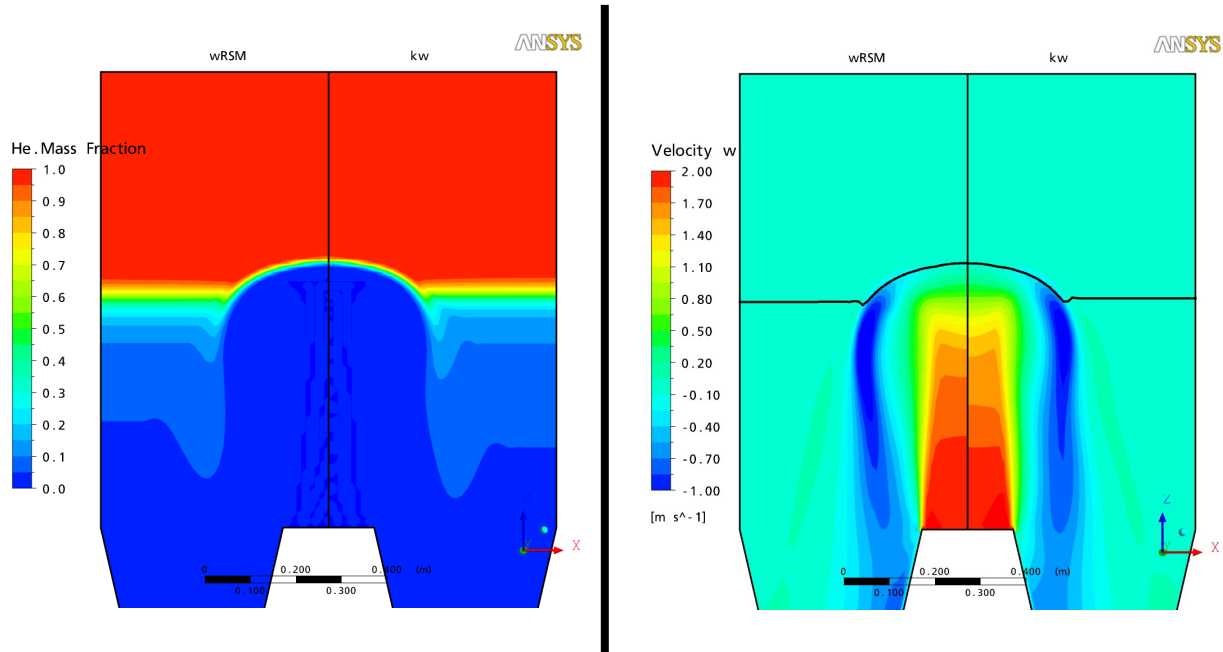 ANSYS
wRSM kw
He.Mass Fraction
1.0
0.9
0.8
0.7
0.6
0.5
0.4
0.3
0.2
0.1
0.0
Z
Y
X
0 0.200 0.400 (m)
0.100 0.300
ANSYS
wRSM kw
Velocity w
2.00
1.70
1.40
1.10
0.80
0.50
0.20
-0.10
-0.40
-0.70
-1.00
[m s^-1]
Z
Y
X
0 0.200 0.400 (m)
0.100 0.300